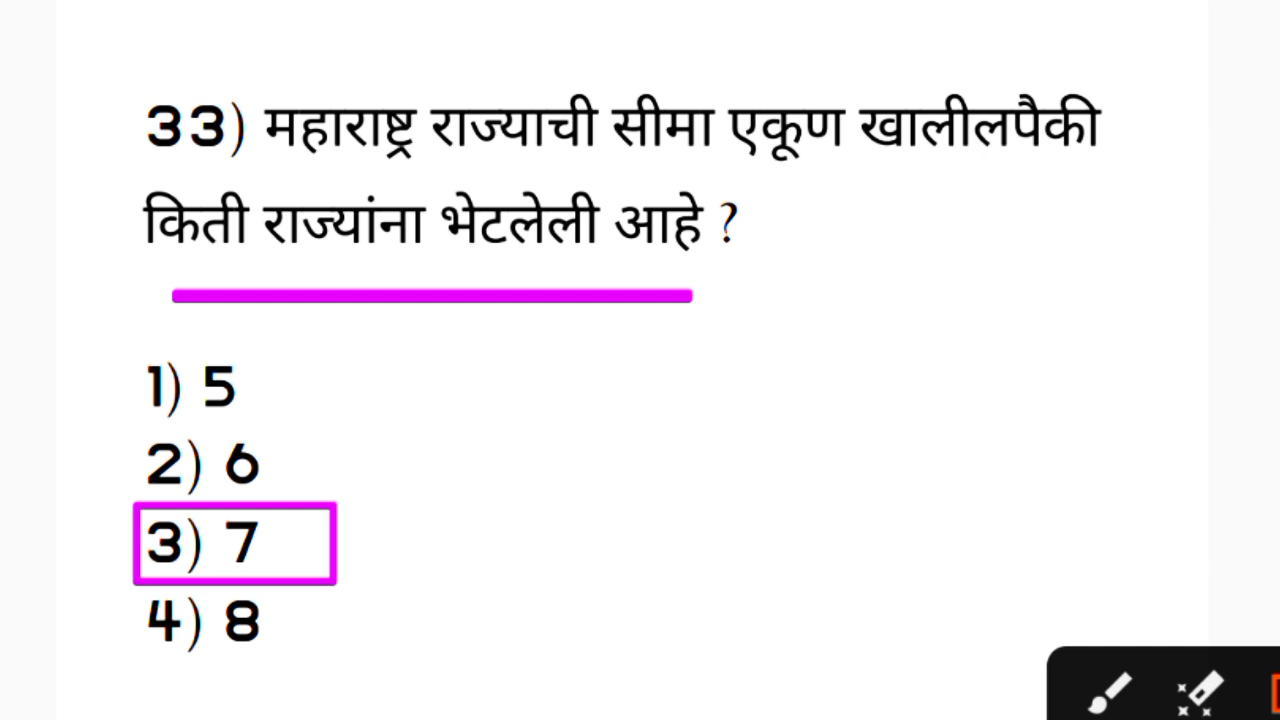 33) महाराष्ट्र राज्याची सीमा एकूण खालीलपैकी
किती राज्यांना भेटलेली आहे ?
1) 5
2) 6
3) 7
4) 8